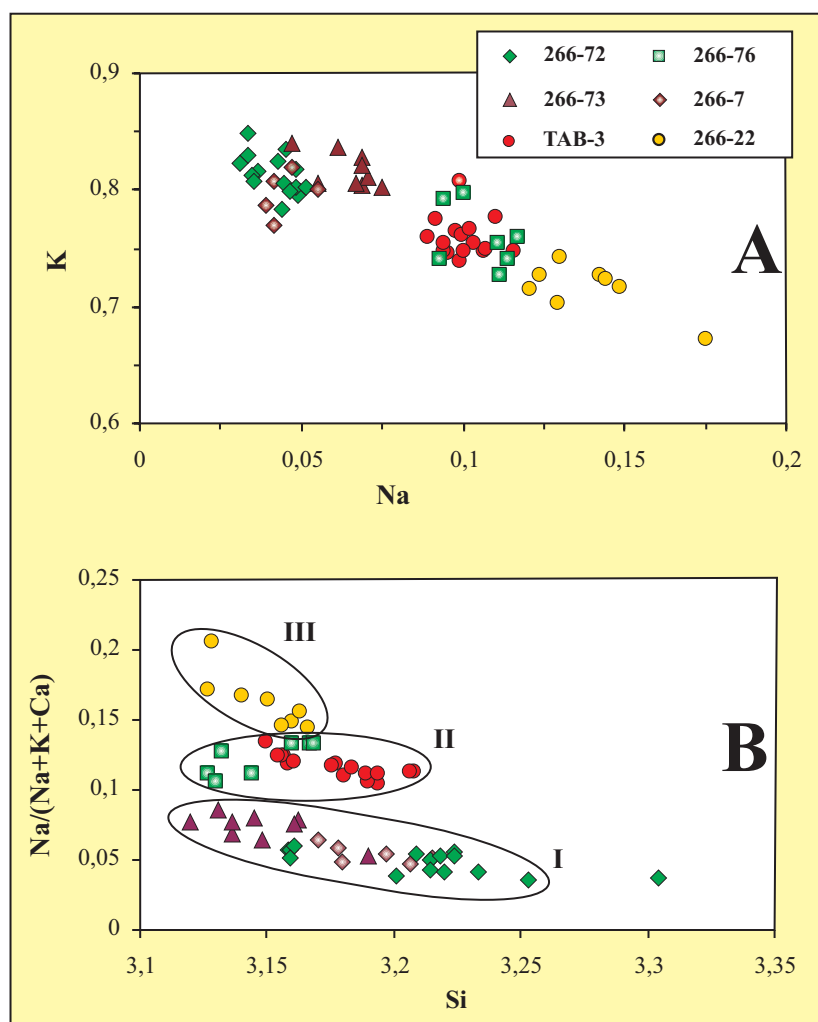 266-72 266-76
266-73 266-7
TAB-3 266-22
0,9
0,8
0,7
0,6
K
A
0 0,05 0,1 0,15 0,2
Na
0,25
0,2
0,15
0,1
0,05
0
Na/(Na+K+Ca)
III
II
I
B
3,1 3,15 3,2 3,25 3,3 3,35
Si